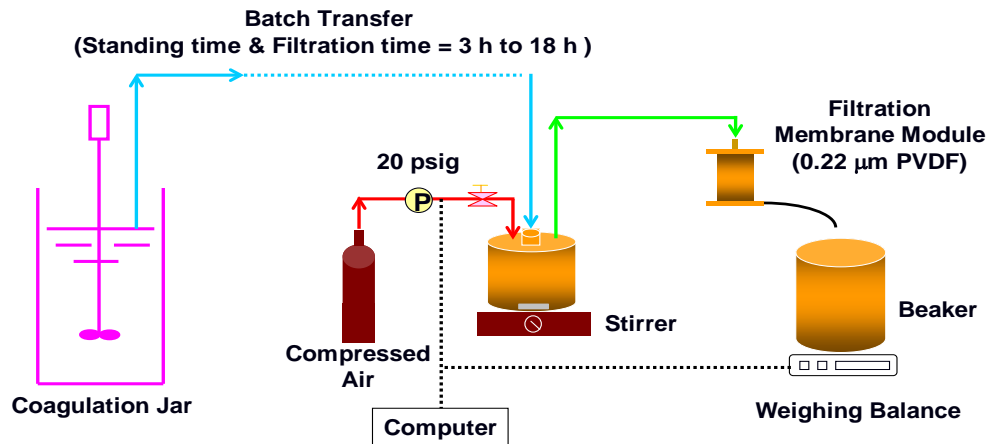 Batch Transfer
(Standing time & Filtration time = 3 h to 18 h )
Filtration
Membrane Module
(0.22 μm PVDF)
20 psig
P
Stirrer
Beaker
Compressed
Air
Coagulation Jar
Computer
Weighing Balance